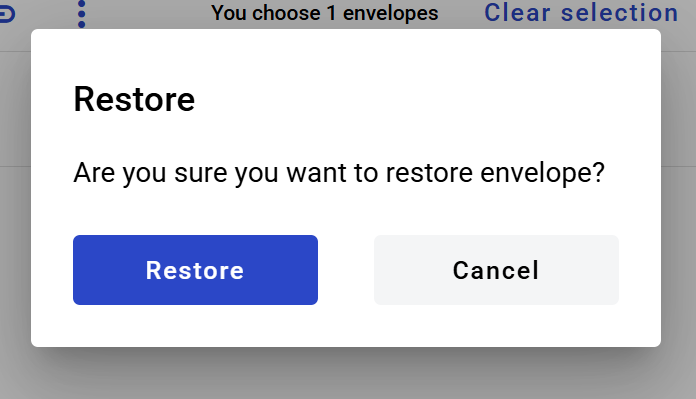 You choose 1 envelopes Clear selection
Restore
Are you sure you want to restore envelope?
Restore Cancel